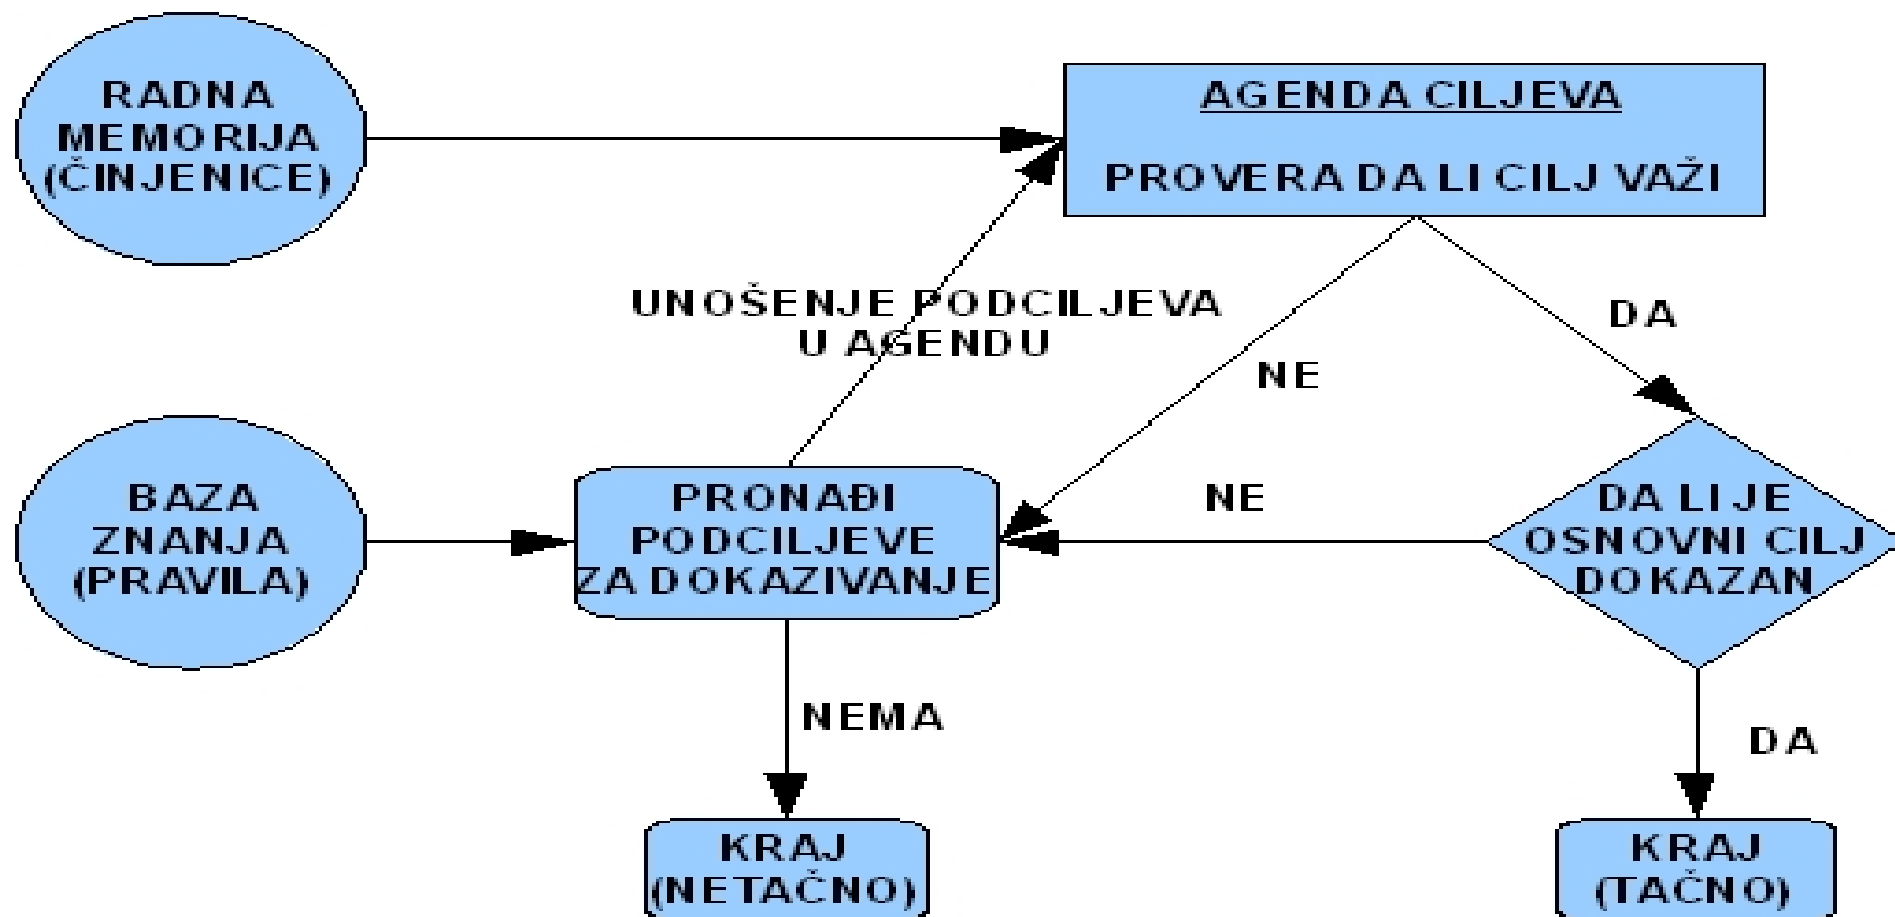 RADNA
MEMORIJA
(ČINJENICE)
AGENDA CILJEVA
PROVERA DA LI CILJ VAŽI
UNOŠENJE PODCILJEVA
U AGENDU
DA
NE
BAZA
ZNANJA
(PRAVILA)
PRONAĐI
PODCILJEVE
ZA DOKAZIVANJE
NE
DA LI JE
OSNOVNI CILJ
DOKAZAN
NEMA
DA
KRAJ
(NETAČNO)
KRAJ
(TAČNO)